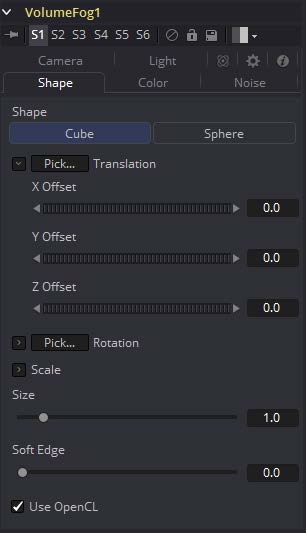 VolumeFog1
S1 S2 S3 S4 S5 S6
Camera Light
Shape Color Noise
Shape
Cube Sphere
Pick... Translation
X Offset
0.0
Y Offset
0.0
Z Offset
0.0
Pick... Rotation
Scale
Size
1.0
Soft Edge
0.0
Use OpenCL